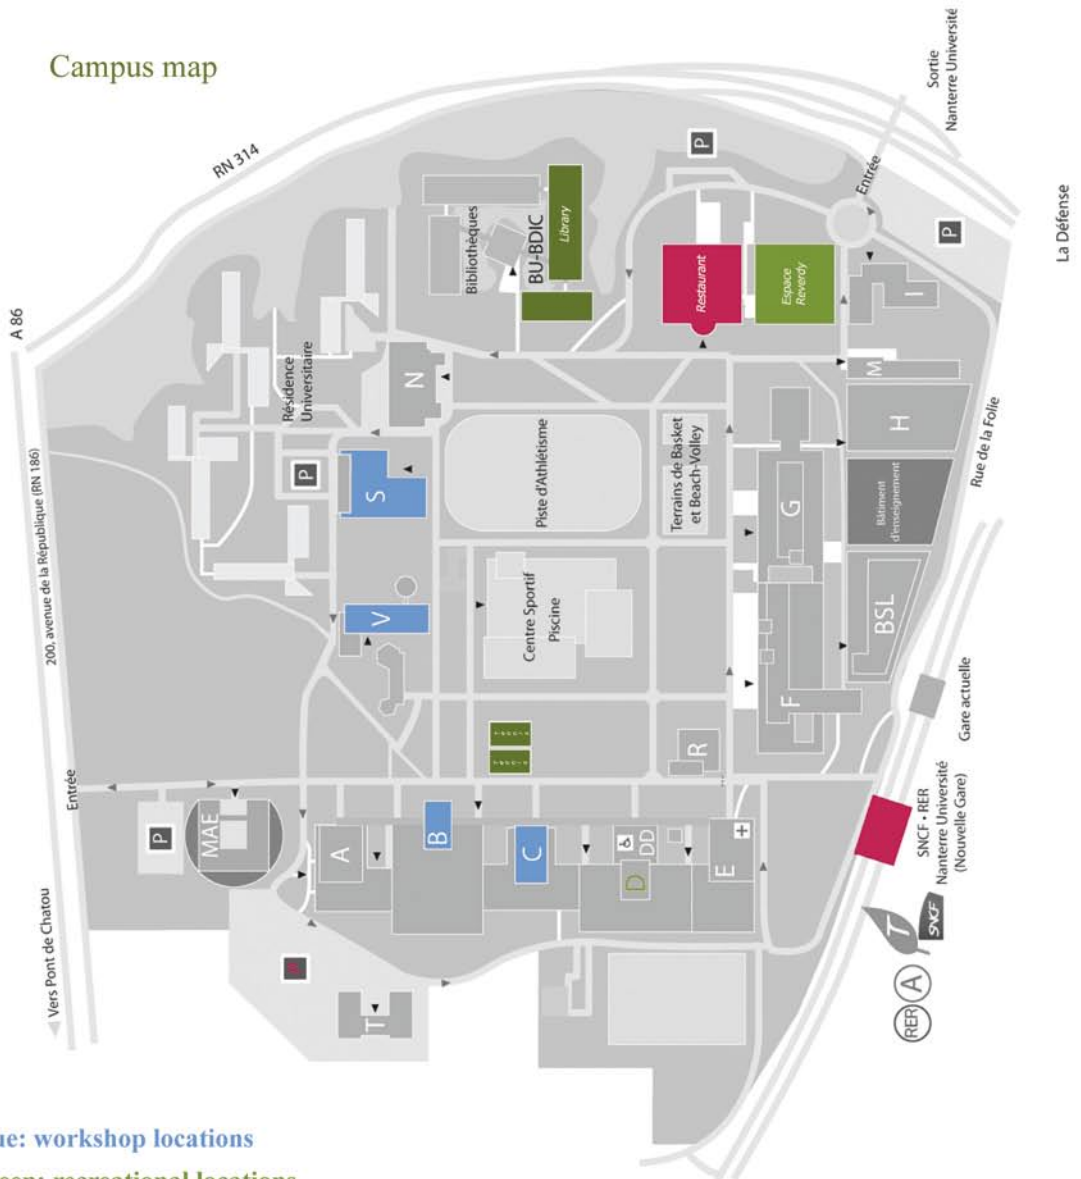 Campus map
RN 314
A 86
200, avenue de la République (RN 186)
Vers Pont de Chatou
Entrée
Sortie
Nanterre Université
La Défense
Entrée
P
P
Bibliothèques
BU-BDIC
Library
Restaurant
Espace
Reverdy
Résidence
Universitaire
P
N
S
V
I
M
H
Bâtiment
d'enseignement
BSL
Rue de la Folie
Piste d'Athlétisme
Terrains de Basket
et Beach-Volley
Centre Sportif
Piscine
G
F
R
Tennis
Tennis
MAE
P
A
B
C
D
DD
E
P
T
Gare actuelle
SNCF • RER
Nanterre Université
(Nouvelle Gare)
T
SNCF
RER
A
ue: workshop locations